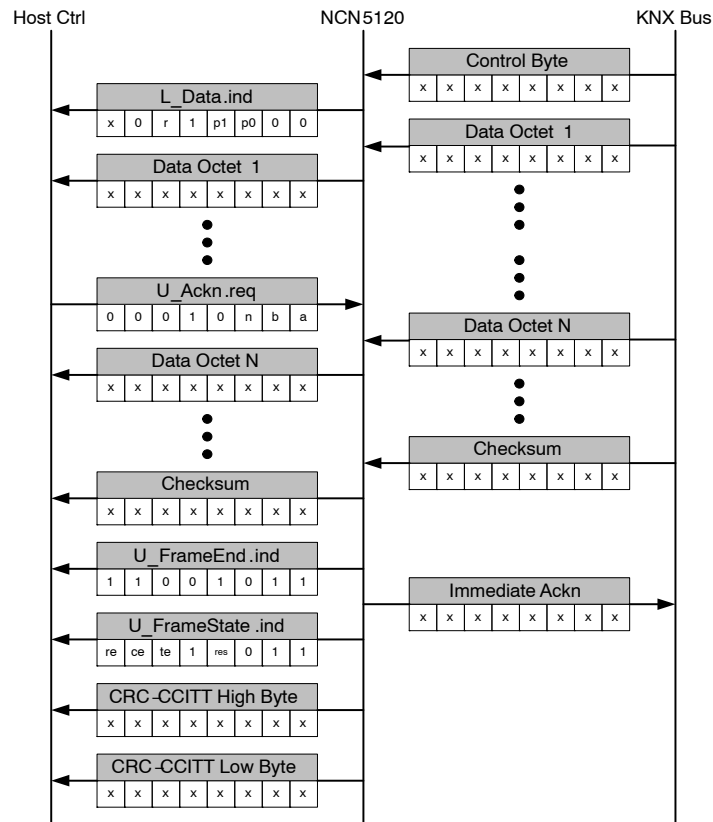 Host Ctrl NCN5120 KNX Bus
Control Byte
x x x x x x x x
L_Data.ind
x 0 r 1 p1 p0 0 0
Data Octet 1
x x x x x x x x
Data Octet 1
x x x x x x x x
U_Ackn.req
0 0 0 1 0 n b a
Data Octet N
x x x x x x x x
Data Octet N
x x x x x x x x
Checksum
x x x x x x x x
Checksum
x x x x x x x x
U_FrameEnd.ind
1 1 0 0 1 0 1 1
Immediate Ackn
x x x x x x x x
U_FrameState.ind
re ce te 1 res 0 1 1
CRC-CCITT High Byte
x x x x x x x x
CRC-CCITT Low Byte
x x x x x x x x